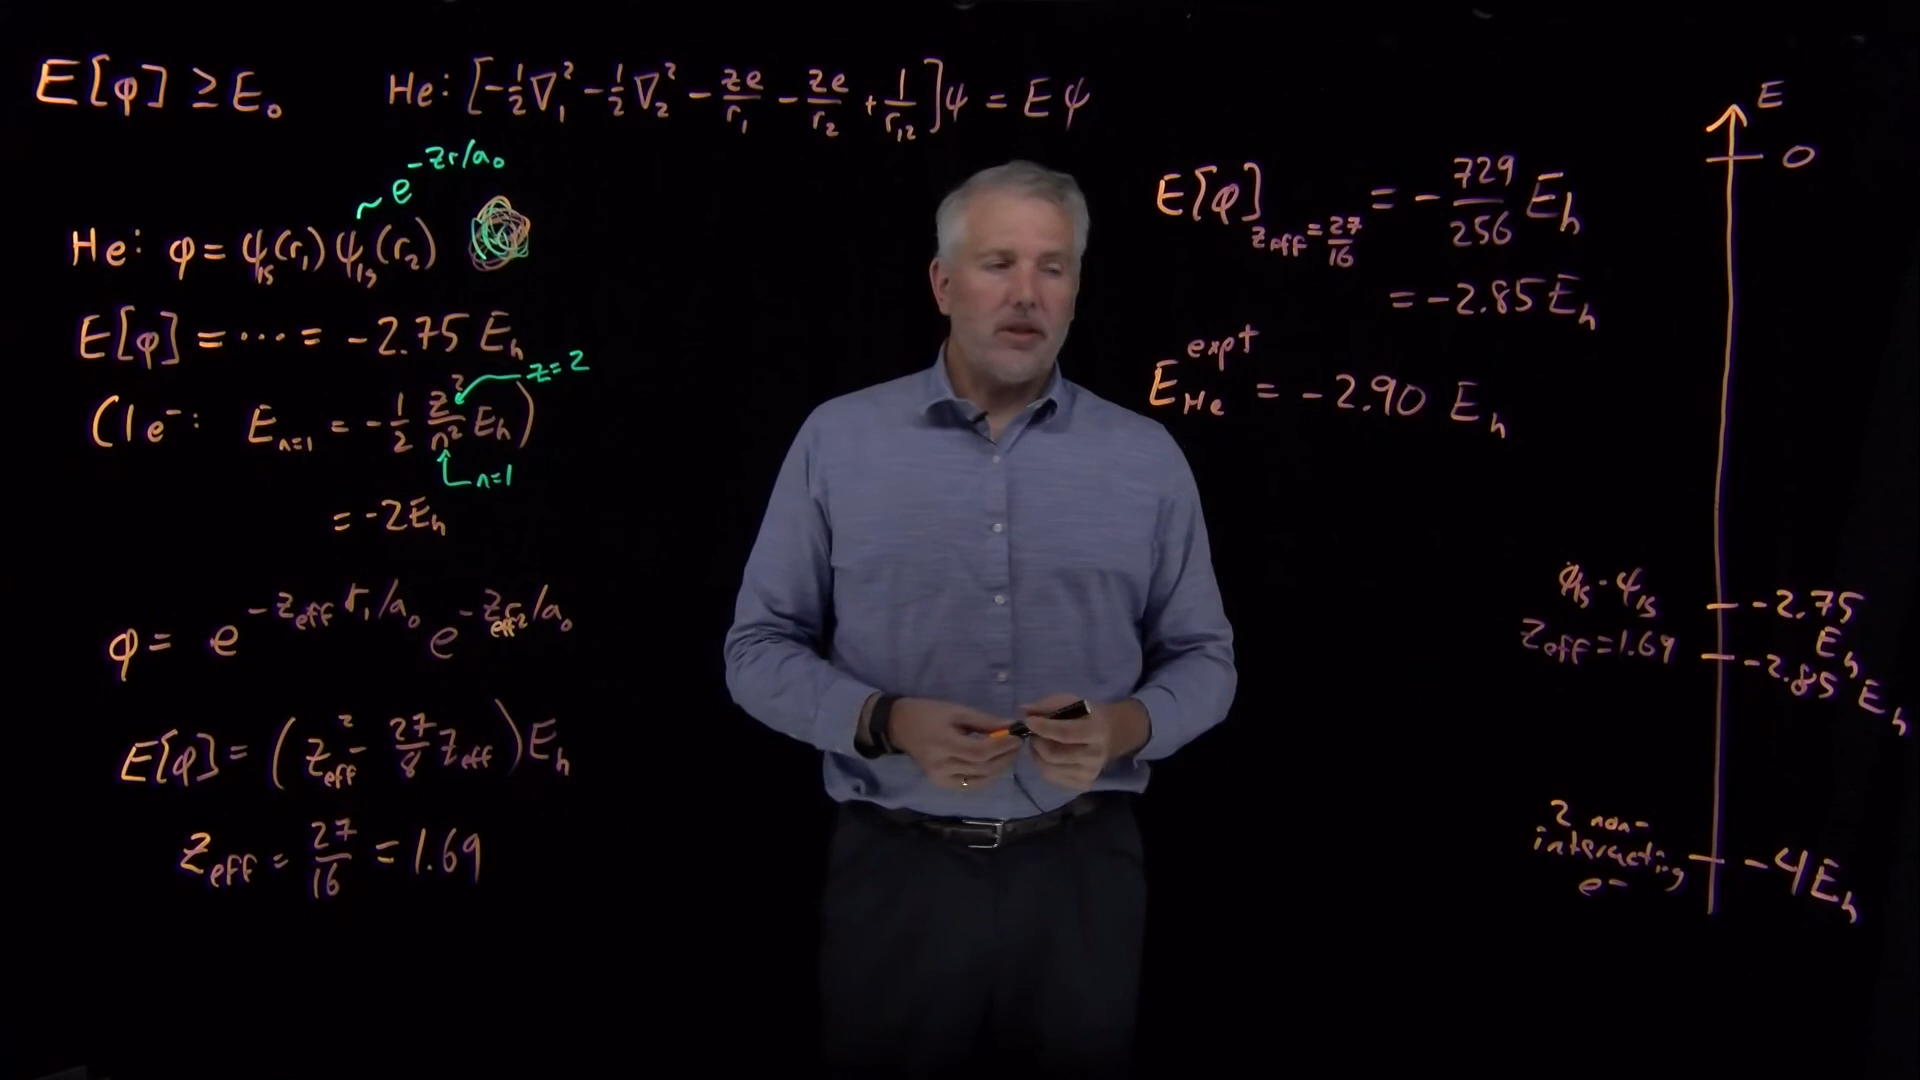 E[φ] ≥ E₀
He: [-½∇₁² - ½∇₂² - Ze/r₁ - Ze/r₂ + 1/r₁₂]ψ = Eψ
~ e^(-Zr/a₀)
He: φ = ψ₁ₛ(r₁) ψ₁ₛ(r₂)
E[φ] = ... = -2.75 Eₕ
(1e⁻: Eₙ₌₁ = -½ Z²/n² Eₕ)
Z=2
n=1
= -2Eₕ
φ = e^(-Z_eff r₁/a₀) e^(-Z_eff r₂/a₀)
E[φ] = (Z_eff² - 27/8 Z_eff) Eₕ
Z_eff = 27/16 = 1.69
E[φ]_(Z_eff = 27/16) = - 729/256 Eₕ
= -2.85 Eₕ
E_He^expt = -2.90 Eₕ
E
0
ψ₁ₛ·ψ₁ₛ
-2.75 Eₕ
Z_eff = 1.69
-2.85 Eₕ
2 non-
interacting
e⁻
-4Eₕ